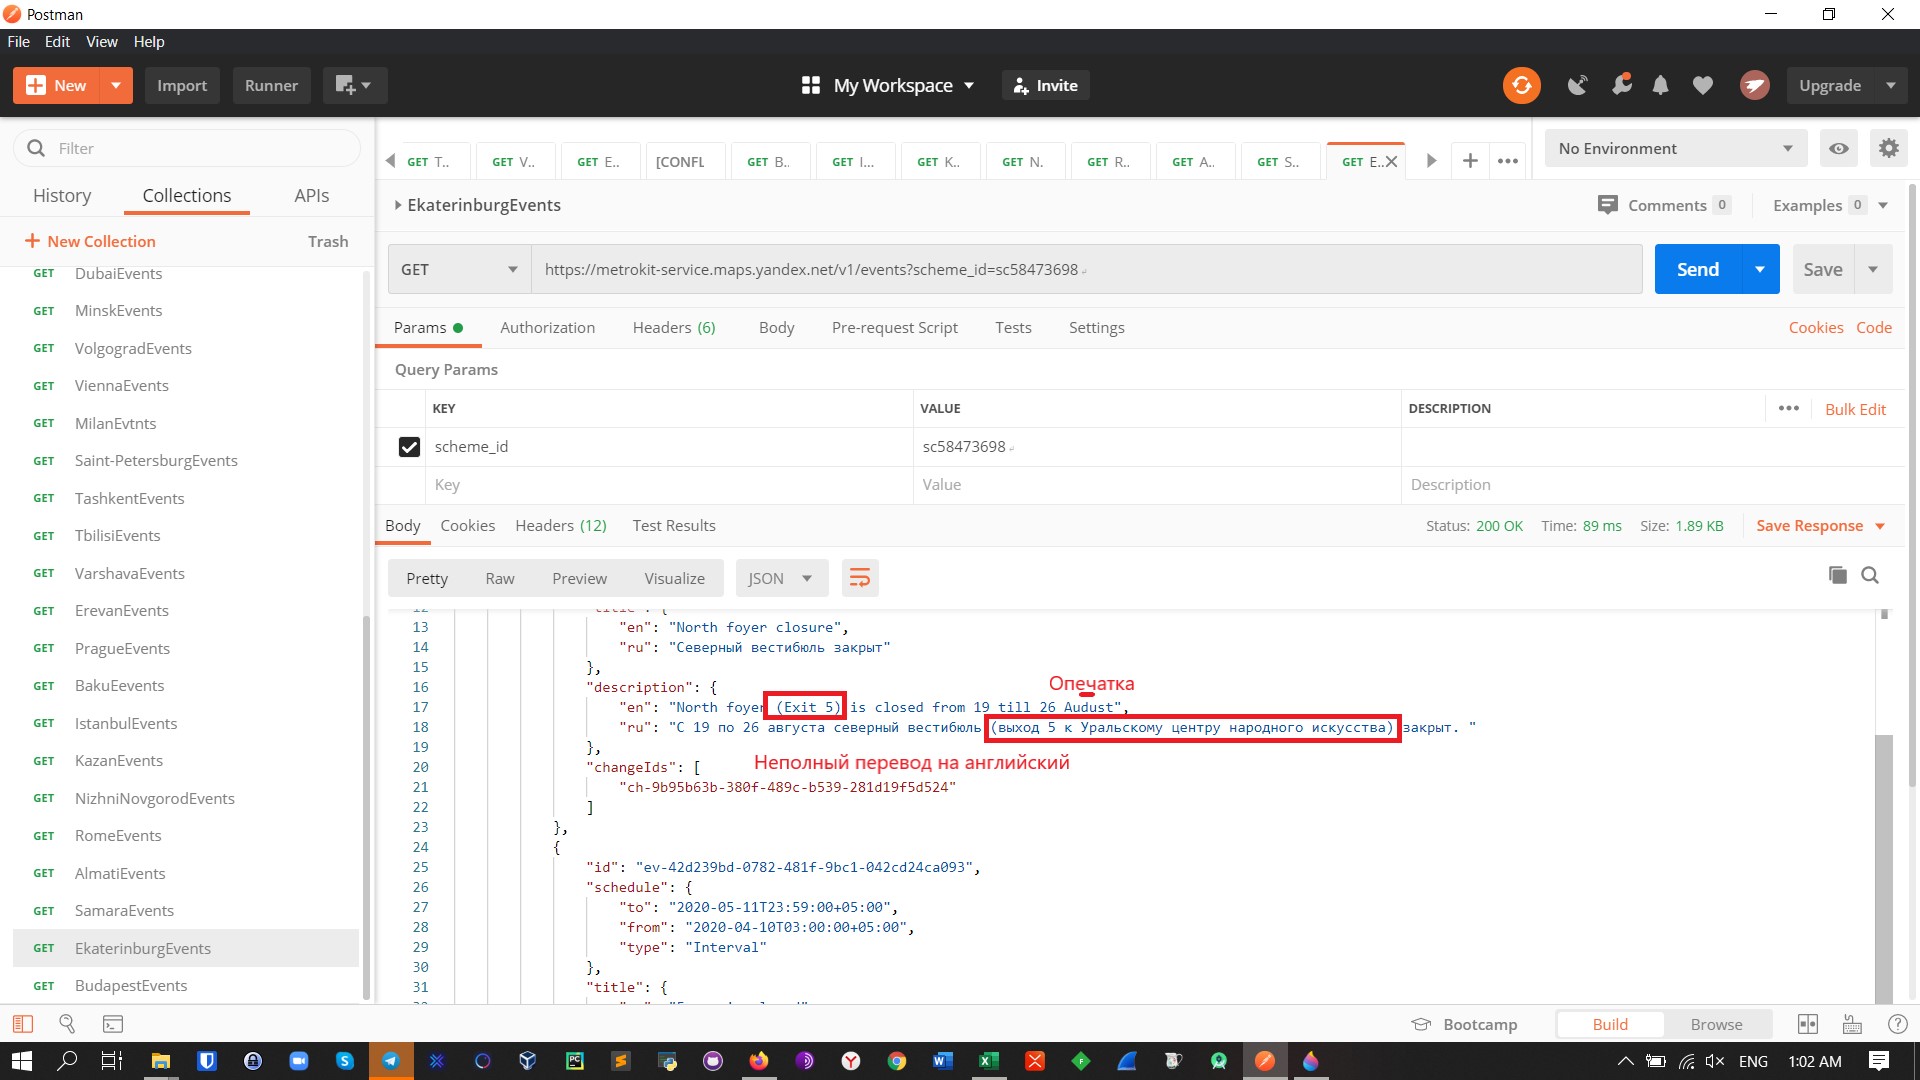 Postman
File Edit View Help
New Import Runner My Workspace Invite Upgrade
Filter
History Collections APIs
New Collection Trash
GET DubaiEvents
GET MinskEvents
GET VolgogradEvents
GET ViennaEvents
GET MilanEvtnts
GET Saint-PetersburgEvents
GET TashkentEvents
GET TbilisiEvents
GET VarshavaEvents
GET ErevanEvents
GET PragueEvents
GET BakuEevents
GET IstanbulEvents
GET KazanEvents
GET NizhniNovgorodEvents
GET RomeEvents
GET AlmatiEvents
GET SamaraEvents
GET EkaterinburgEvents
GET BudapestEvents
GET T.. GET V.. GET E.. [CONFL GET B.. GET I... GET K.. GET N. GET R.. GET A.. GET S.. GET E..
No Environment
EkaterinburgEvents Comments 0 Examples 0
GET https://metrokit-service.maps.yandex.net/v1/events?scheme_id=sc58473698 Send Save
Params Authorization Headers (6) Body Pre-request Script Tests Settings Cookies Code
Query Params
KEY VALUE DESCRIPTION Bulk Edit
scheme_id sc58473698
Key Value Description
Body Cookies Headers (12) Test Results Status: 200 OK Time: 89 ms Size: 1.89 KB Save Response
Pretty Raw Preview Visualize JSON
13 "en": "North foyer closure",
14 "ru": "Северный вестибюль закрыт"
15 },
16 "description": {
Опечатка
17 "en": "North foyer (Exit 5) is closed from 19 till 26 Audust",
18 "ru": "С 19 по 26 августа северный вестибюль (выход 5 к Уральскому центру народного искусства) закрыт. "
19 },
Неполный перевод на английский
20 "changeIds": [
21 "ch-9b95b63b-380f-489c-b539-281d19f5d524"
22 ]
23 },
24 {
25 "id": "ev-42d239bd-0782-481f-9bc1-042cd24ca093",
26 "schedule": {
27 "to": "2020-05-11T23:59:00+05:00",
28 "from": "2020-04-10T03:00:00+05:00",
29 "type": "Interval"
30 },
31 "title": {
Bootcamp Build Browse
ENG 1:02 AM